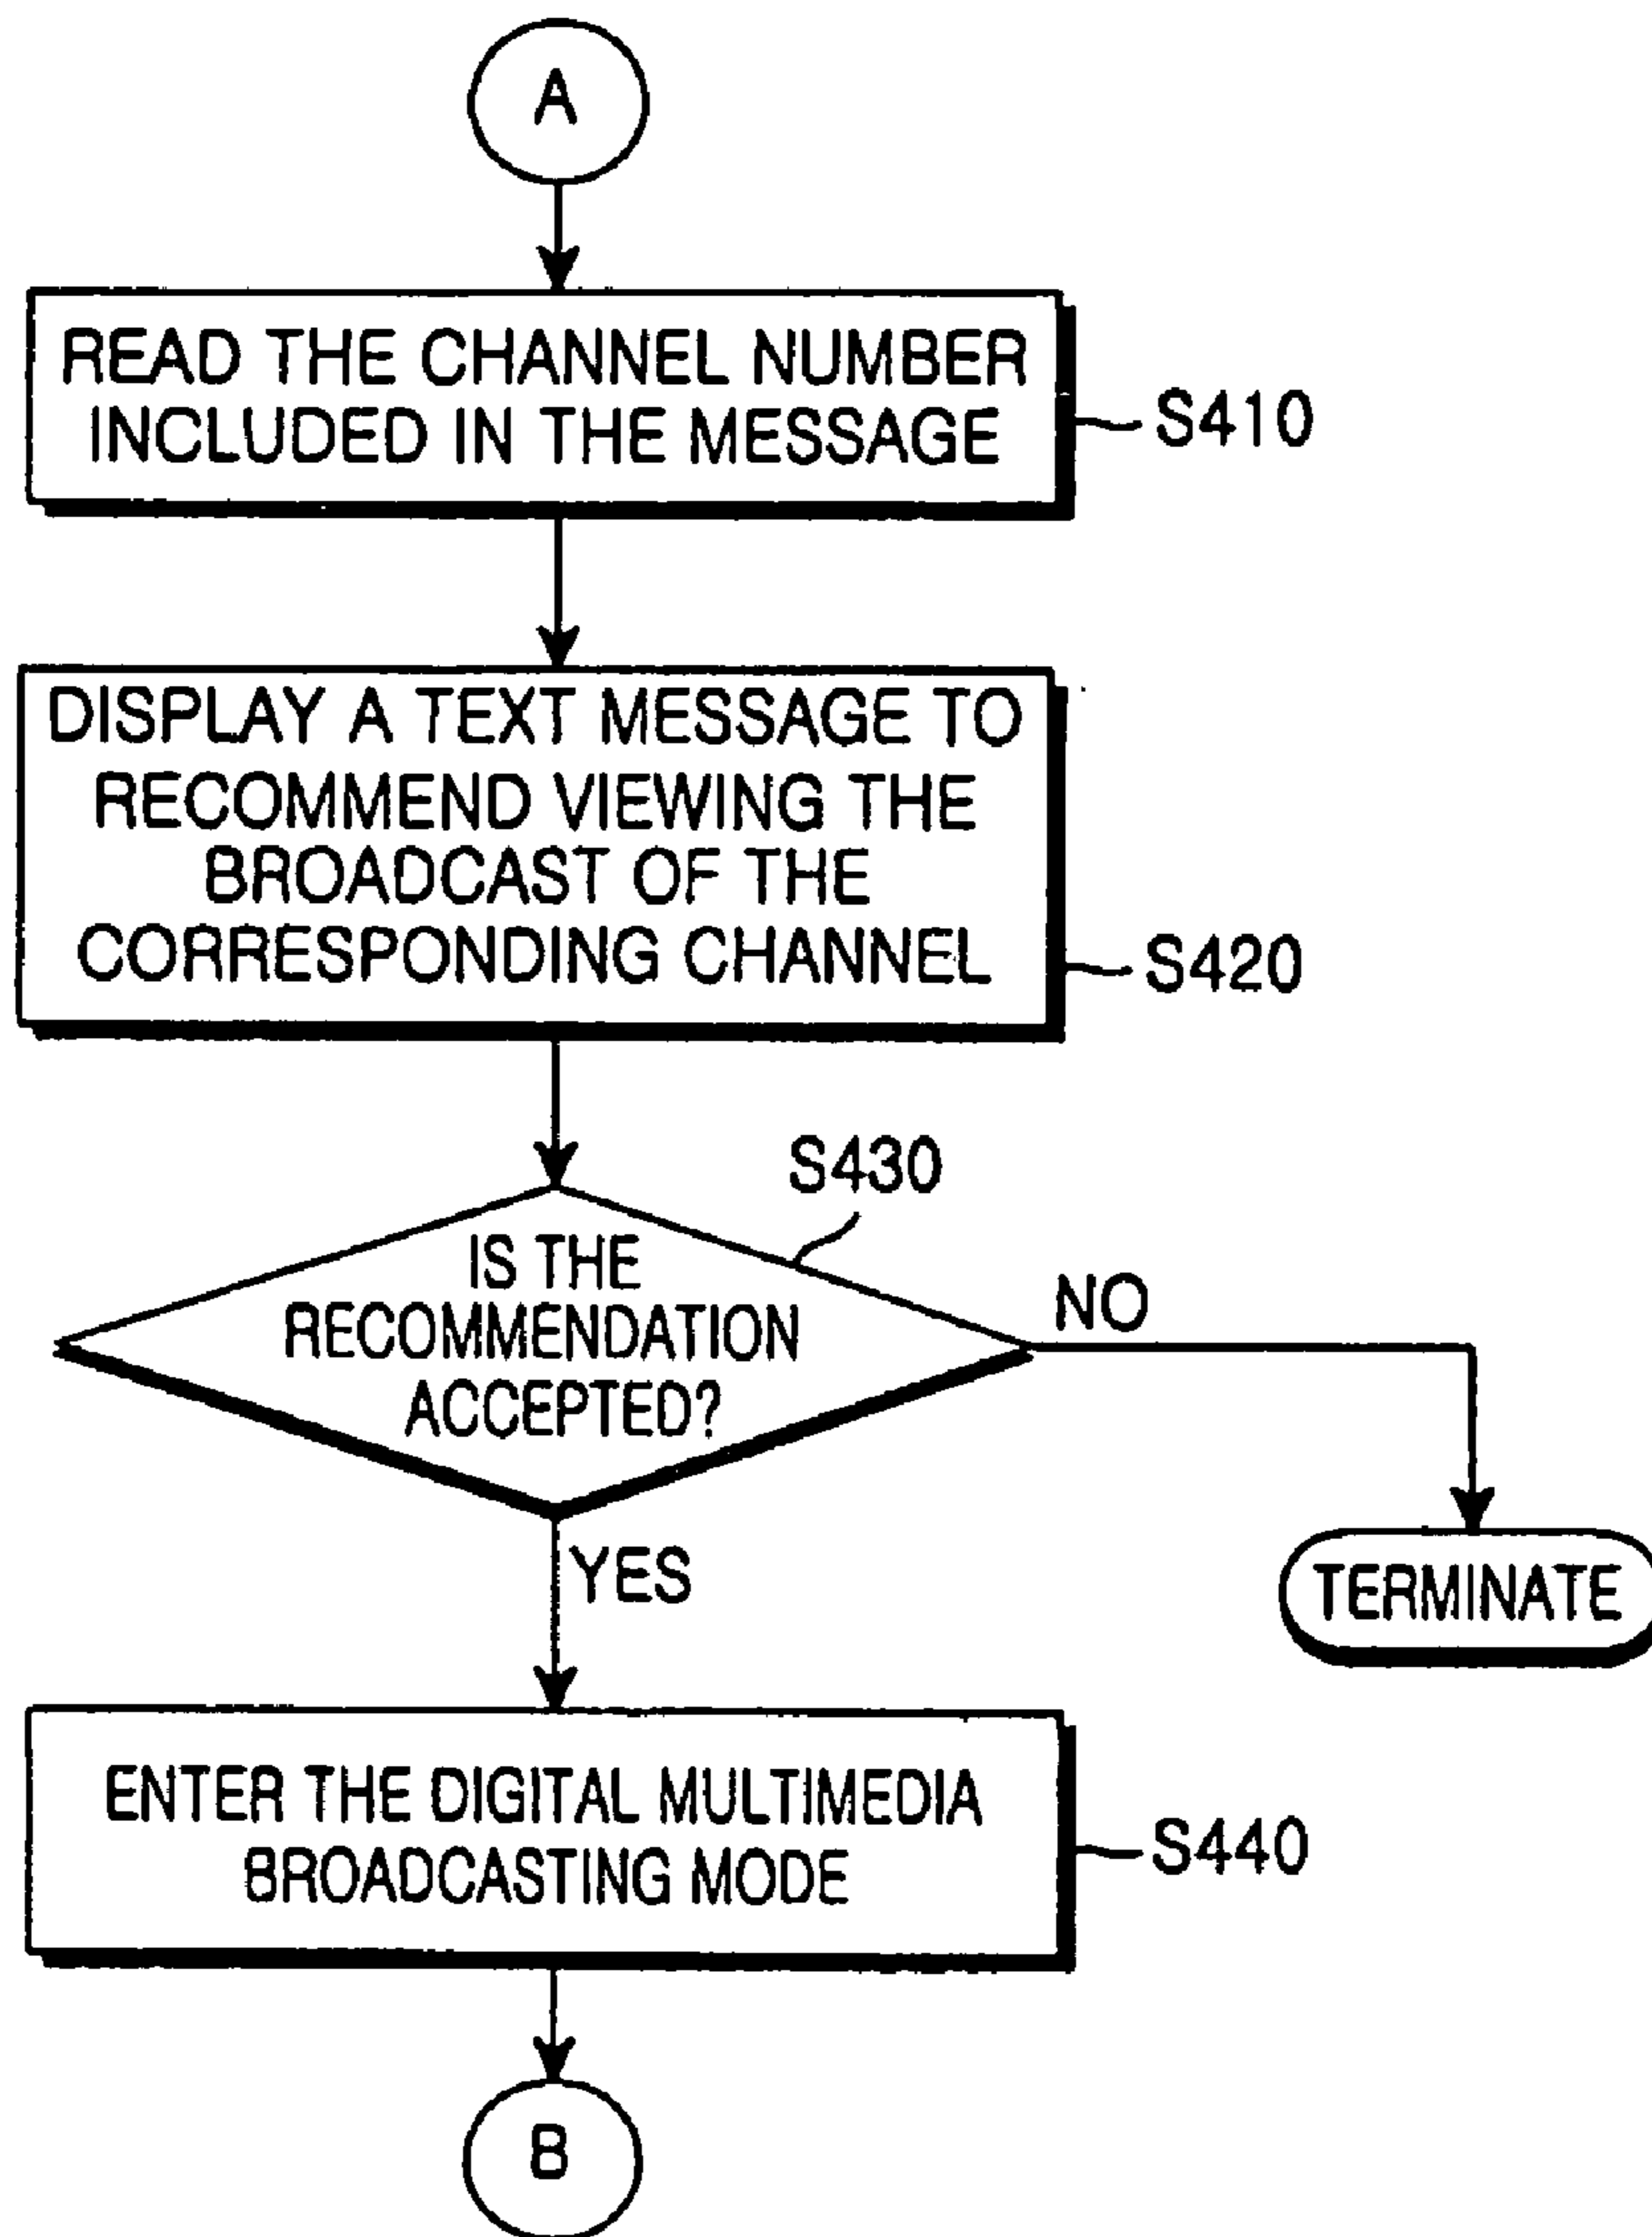 A
READ THE CHANNEL NUMBER
INCLUDED IN THE MESSAGE
S410
DISPLAY A TEXT MESSAGE TO
RECOMMEND VIEWING THE
BROADCAST OF THE
CORRESPONDING CHANNEL
S420
S430
IS THE
RECOMMENDATION
ACCEPTED?
NO
YES
TERMINATE
ENTER THE DIGITAL MULTIMEDIA
BROADCASTING MODE
S440
B